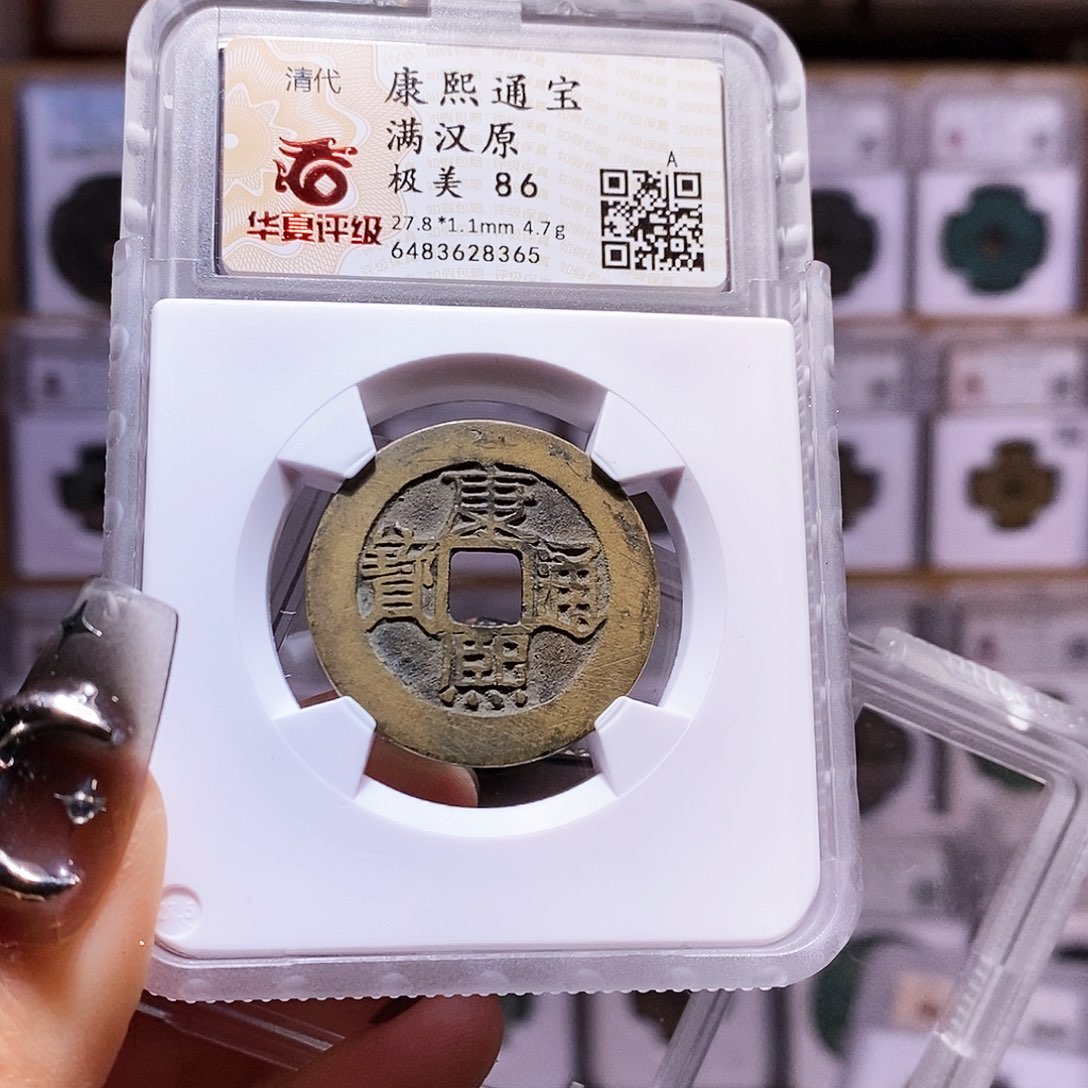 清代
康熙通宝
满汉原
极美 86
A
华夏评级
27.8*1.1mm 4.7g
6483628365
康
寶 通
熙